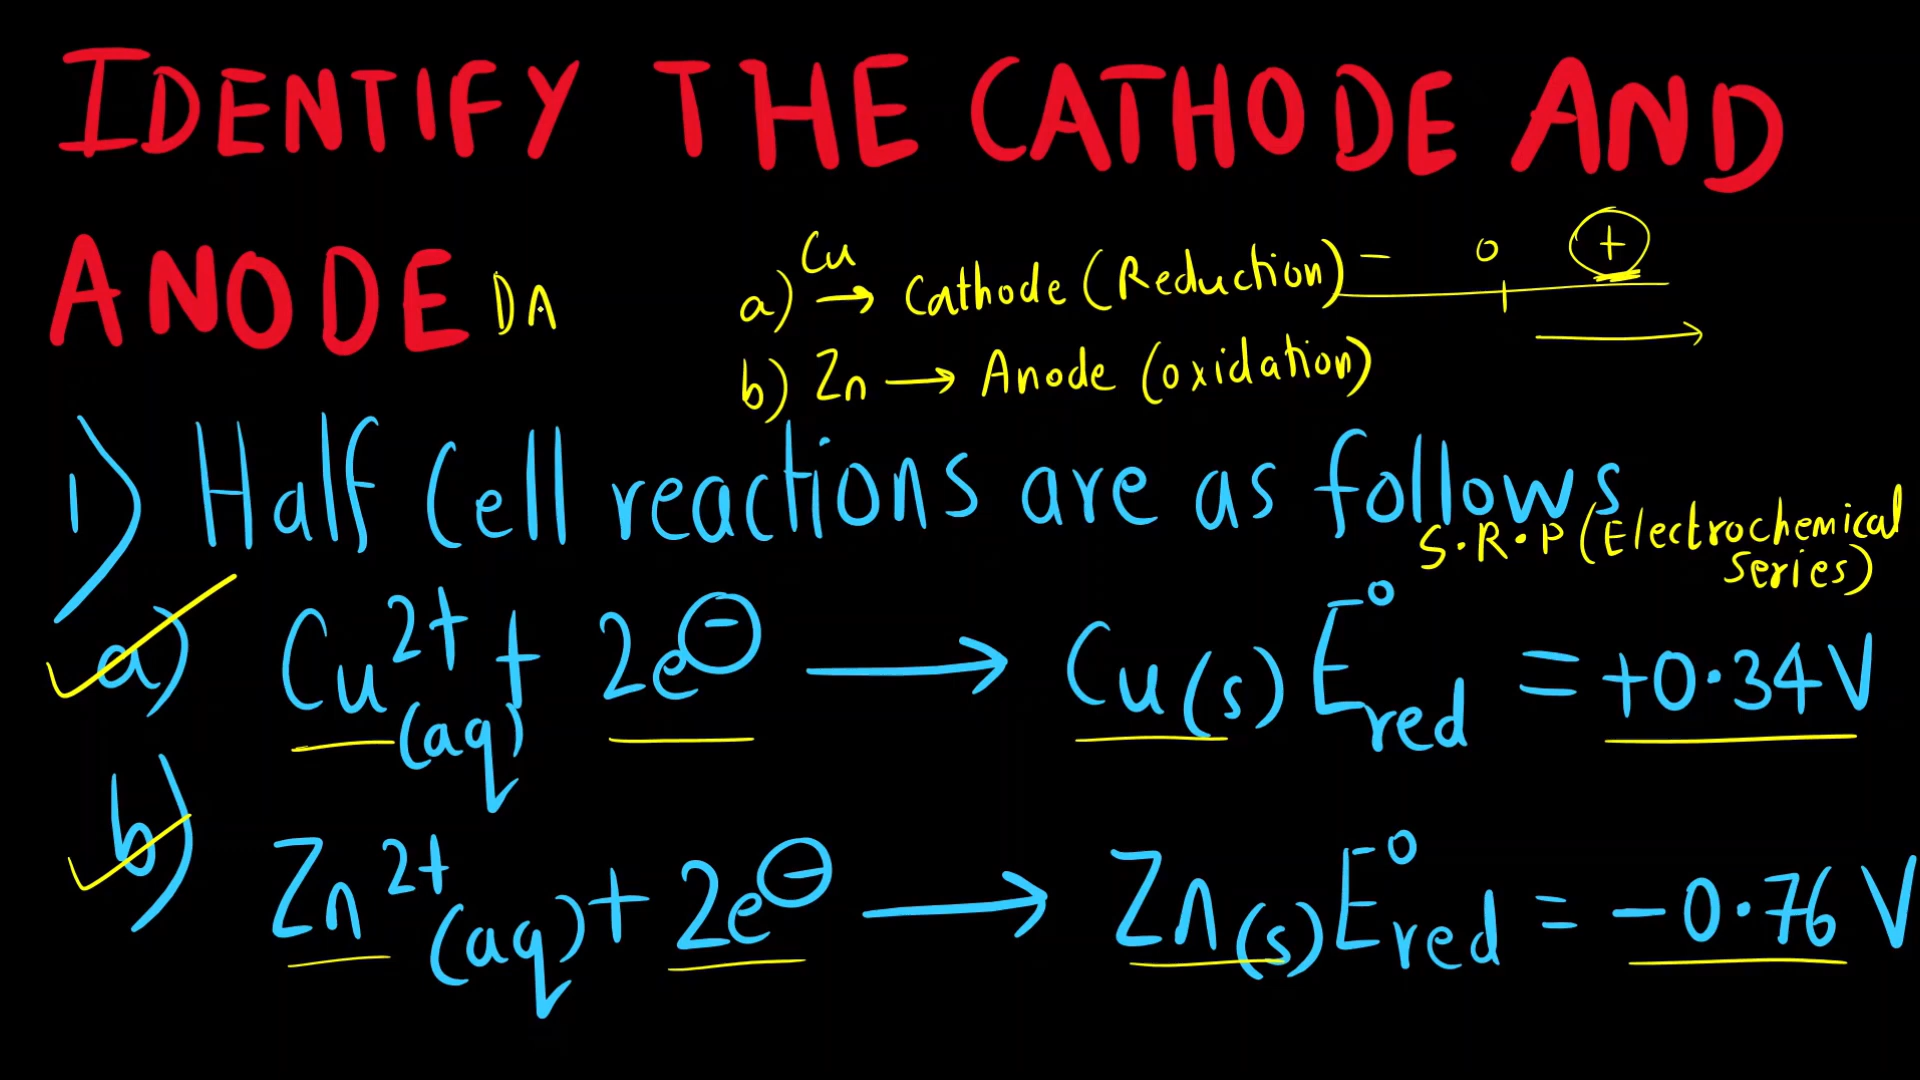 IDENTIFY THE CATHODE AND
ANODE DA
a) Cu → Cathode (Reduction) − 0 +
b) Zn → Anode (oxidation)
1) Half Cell reactions are as follows
S.R.P (Electrochemical
Series)
a) Cu²⁺(aq) + 2e⊖ → Cu(s) E°red = +0.34 V
b) Zn²⁺(aq) + 2e⊖ → Zn(s) E°red = −0.76 V